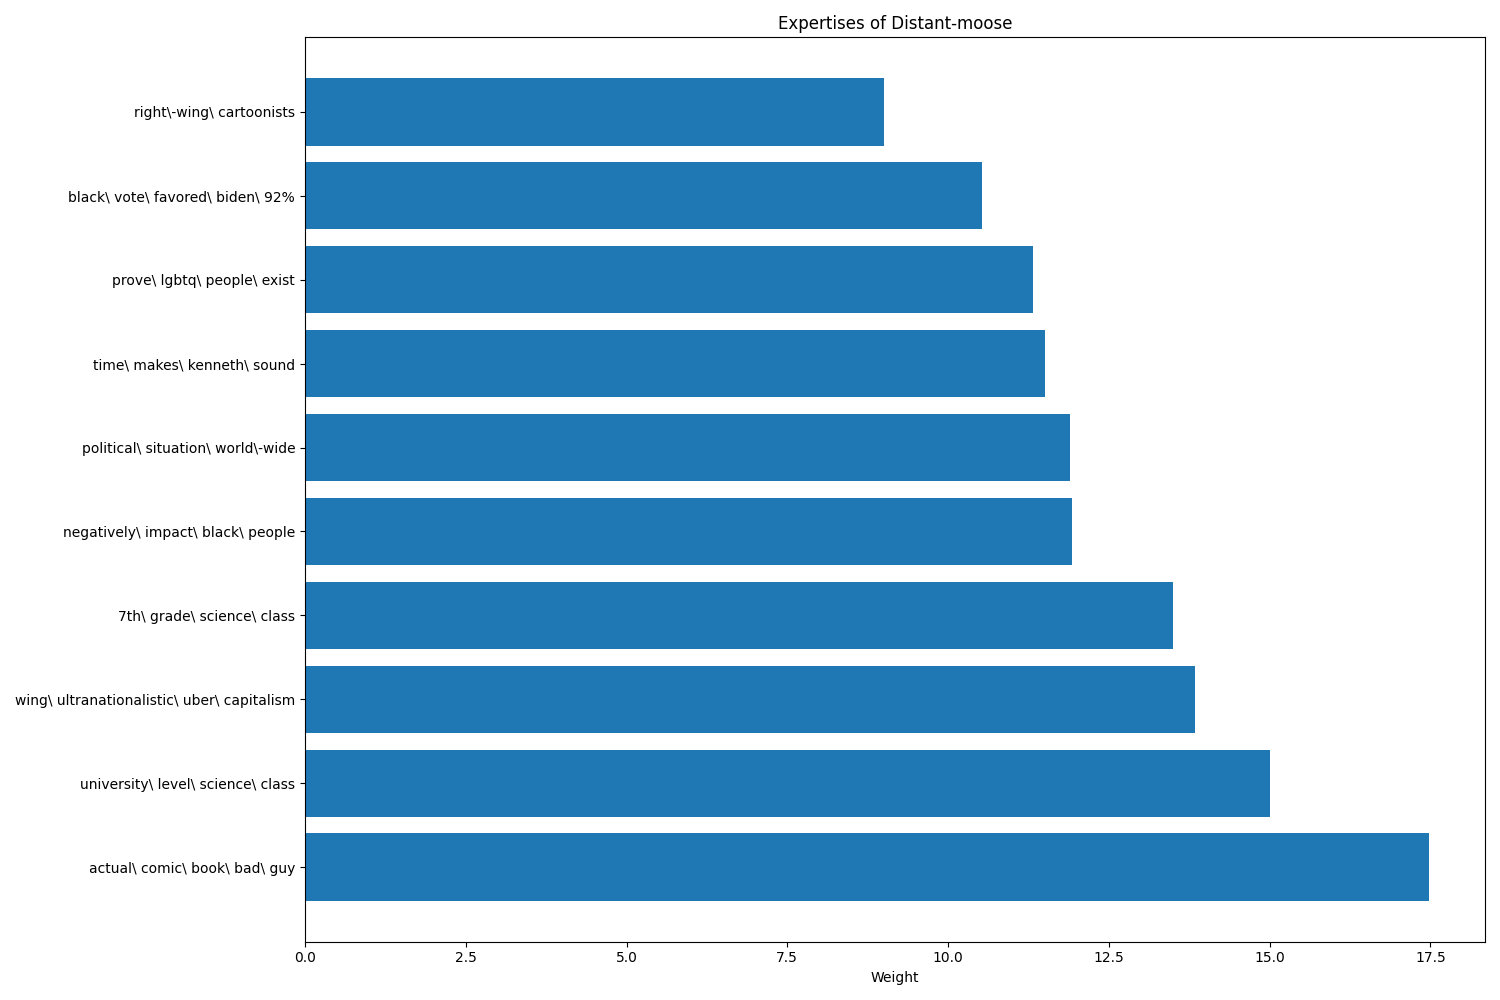 Expertises of Distant-moose
right\-wing\ cartoonists
black\ vote\ favored\ biden\ 92%
prove\ lgbtq\ people\ exist
time\ makes\ kenneth\ sound
political\ situation\ world\-wide
negatively\ impact\ black\ people
7th\ grade\ science\ class
wing\ ultranationalistic\ uber\ capitalism
university\ level\ science\ class
actual\ comic\ book\ bad\ guy
0.0 2.5 5.0 7.5 10.0 12.5 15.0 17.5
Weight